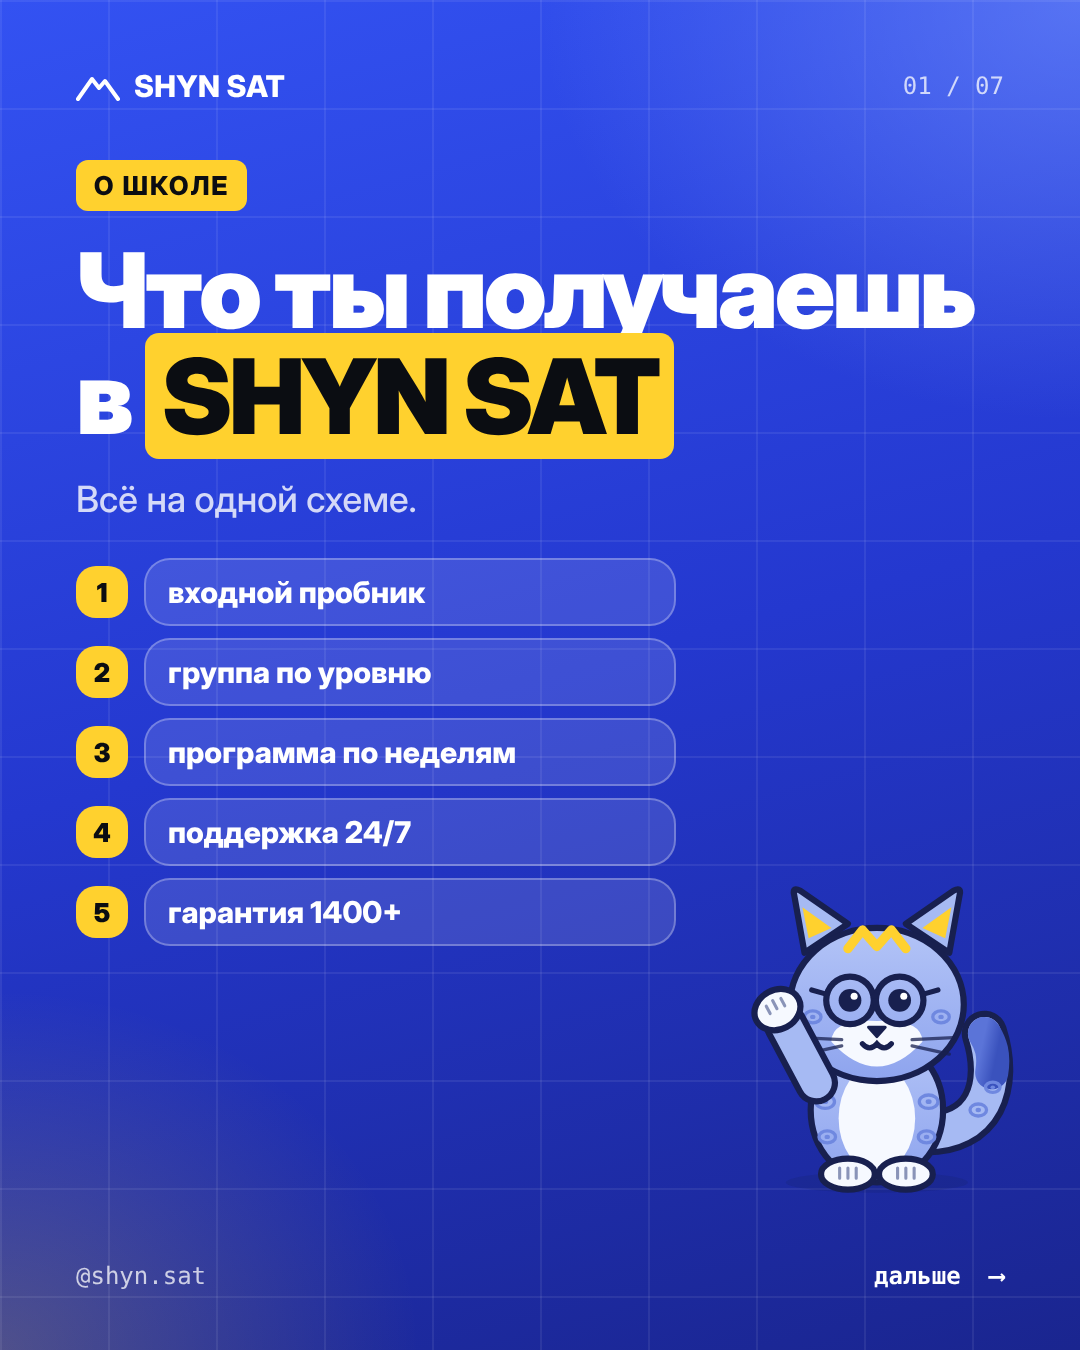 SHYN SAT
01 / 07
О ШКОЛЕ
Что ты получаешь
в SHYN SAT
Всё на одной схеме.
1 входной пробник
2 группа по уровню
3 программа по неделям
4 поддержка 24/7
5 гарантия 1400+
@shyn.sat
дальше →